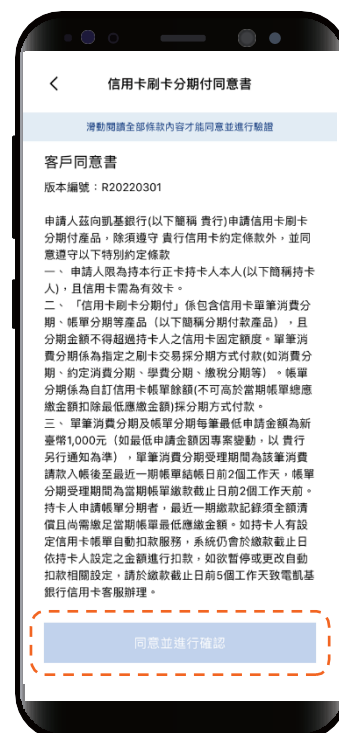 信用卡刷卡分期付同意書
滑動閱讀全部條款內容才能同意並進行驗證
客戶同意書
版本編號：R20220301
申請人茲向凱基銀行(以下簡稱 貴行)申請信用卡刷卡
分期付產品，除須遵守 貴行信用卡約定條款外，並同
意遵守以下特別約定條款
一、 申請人限為持本行正卡持卡人本人(以下簡稱持卡
人)，且信用卡需為有效卡。
二、 「信用卡刷卡分期付」係包含信用卡單筆消費分
期、帳單分期等產品（以下簡稱分期付款產品），且
分期金額不得超過持卡人之信用卡固定額度。單筆消
費分期係為指定之刷卡交易採分期方式付款(如消費分
期、約定消費分期、學費分期、繳稅分期等）。帳單
分期係為自訂信用卡帳單餘額(不可高於當期帳單總應
繳金額扣除最低應繳金額)採分期方式付款。
三、 單筆消費分期及帳單分期每筆最低申請金額為新
臺幣1,000元（如最低申請金額因專案變動，以 貴行
另行通知為準），單筆消費分期受理期間為該筆消費
請款入帳後至最近一期帳單結帳日前2個工作天，帳單
分期受理期間為當期帳單繳款截止日前2個工作天前。
持卡人申請帳單分期者，最近一期繳款記錄須全額清
償且尚需繳足當期帳單最低應繳金額。如持卡人有設
定信用卡帳單自動扣款服務，系統仍會於繳款截止日
依持卡人設定之金額進行扣款，如欲暫停或更改自動
扣款相關設定，請於繳款截止日前5個工作天致電凱基
銀行信用卡客服辦理。
同意並進行確認